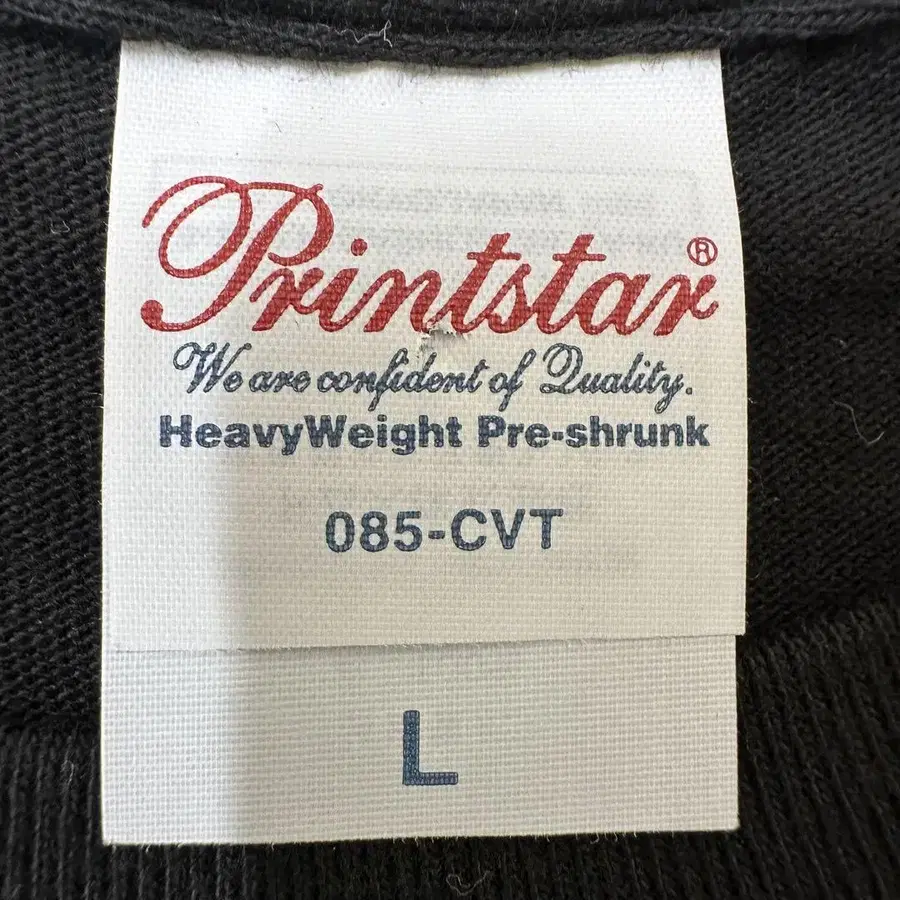 Printstar®
We are confident of Quality.
HeavyWeight Pre-shrunk
085-CVT
L